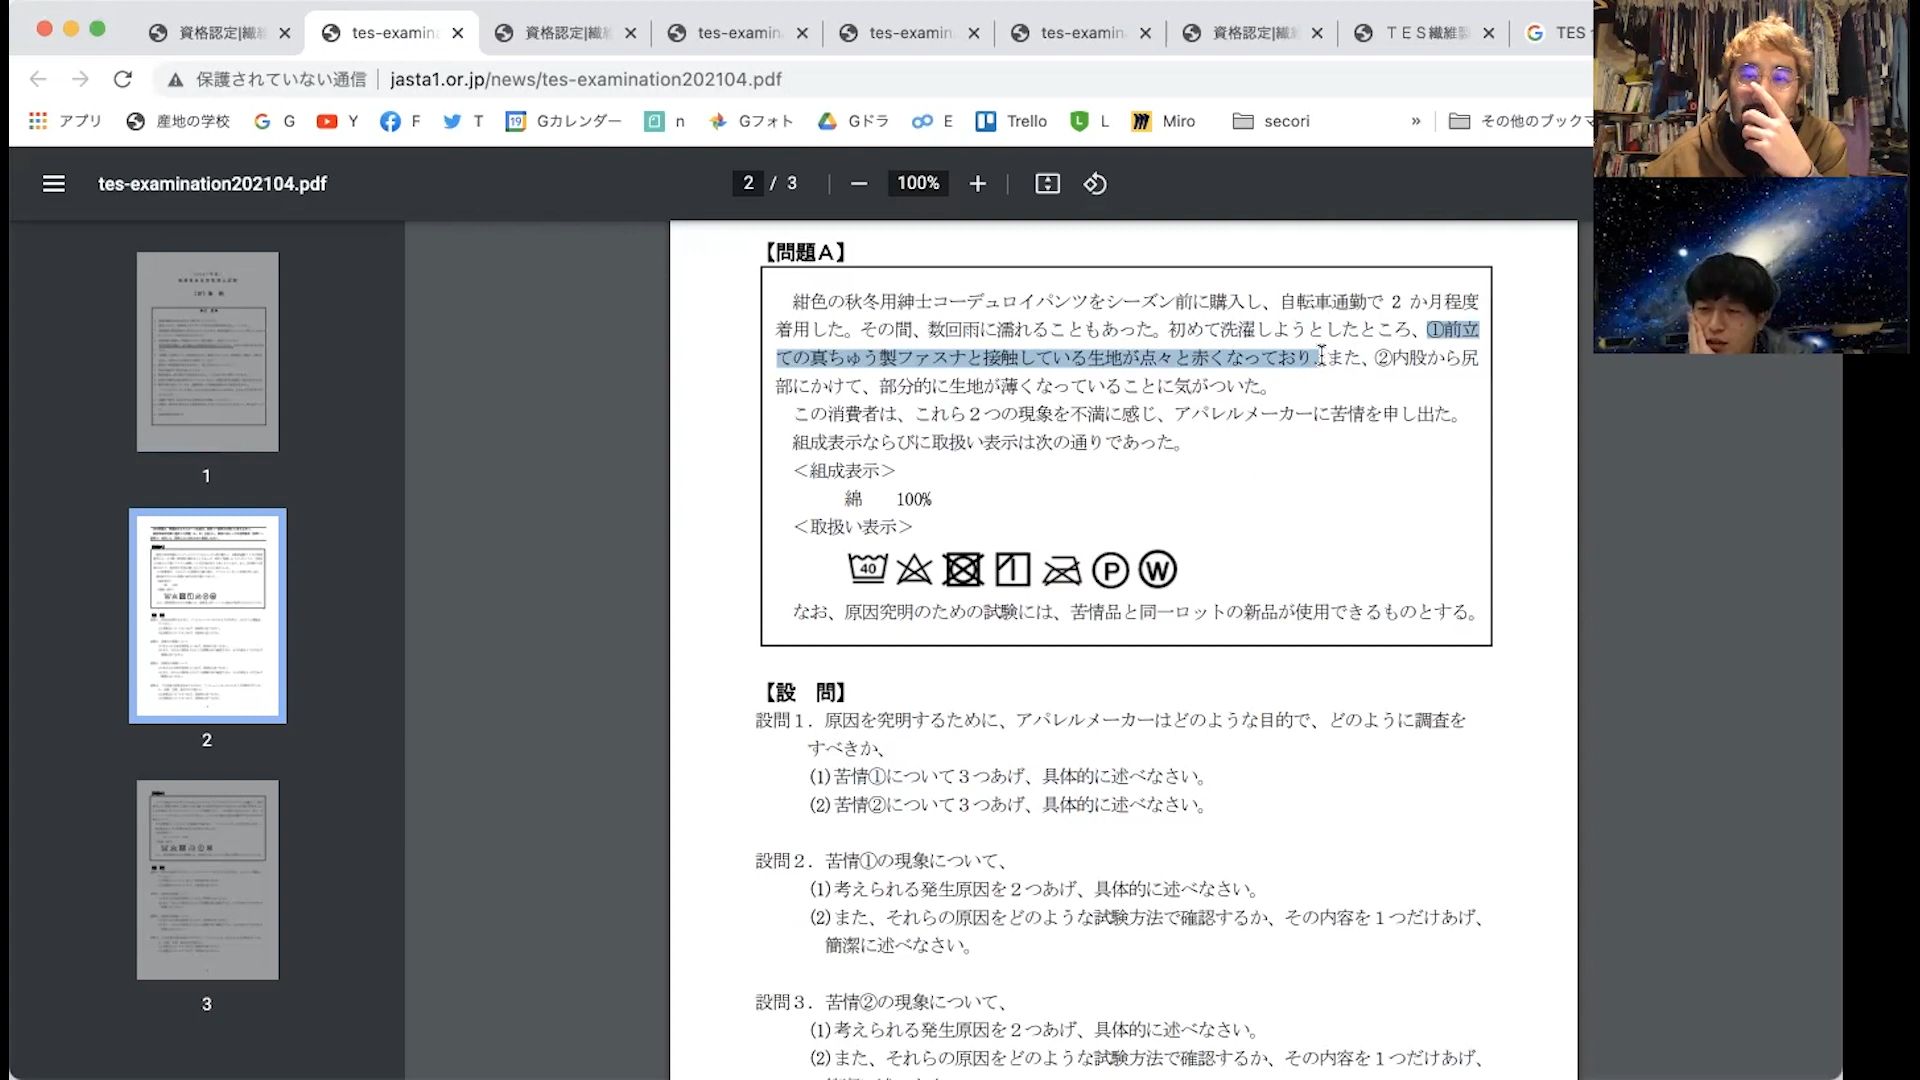 資格認定|繊維
tes-examin
資格認定|繊維
tes-examin
tes-examin
tes-examin
資格認定|繊維
ＴＥＳ繊維製
TES
保護されていない通信 | jasta1.or.jp/news/tes-examination202104.pdf
アプリ
産地の学校
G
Y
F
T
19
Gカレンダー
n
Gフォト
Gドラ
E
Trello
L
Miro
secori
»
その他のブックマ
tes-examination202104.pdf
2 / 3
100%
1
2
3
【問題Ａ】
紺色の秋冬用紳士コーデュロイパンツをシーズン前に購入し、自転車通勤で 2 か月程度
着用した。その間、数回雨に濡れることもあった。初めて洗濯しようとしたところ、①前立
ての真ちゅう製ファスナと接触している生地が点々と赤くなっており、また、②内股から尻
部にかけて、部分的に生地が薄くなっていることに気がついた。
この消費者は、これら２つの現象を不満に感じ、アパレルメーカーに苦情を申し出た。
組成表示ならびに取扱い表示は次の通りであった。
＜組成表示＞
綿　100%
＜取扱い表示＞
40 P W
なお、原因究明のための試験には、苦情品と同一ロットの新品が使用できるものとする。
【設　問】
設問１．原因を究明するために、アパレルメーカーはどのような目的で、どのように調査を
すべきか、
(1)苦情①について３つあげ、具体的に述べなさい。
(2)苦情②について３つあげ、具体的に述べなさい。
設問２．苦情①の現象について、
(1)考えられる発生原因を２つあげ、具体的に述べなさい。
(2)また、それらの原因をどのような試験方法で確認するか、その内容を１つだけあげ、
簡潔に述べなさい。
設問３．苦情②の現象について、
(1)考えられる発生原因を２つあげ、具体的に述べなさい。
(2)また、それらの原因をどのような試験方法で確認するか、その内容を１つだけあげ、